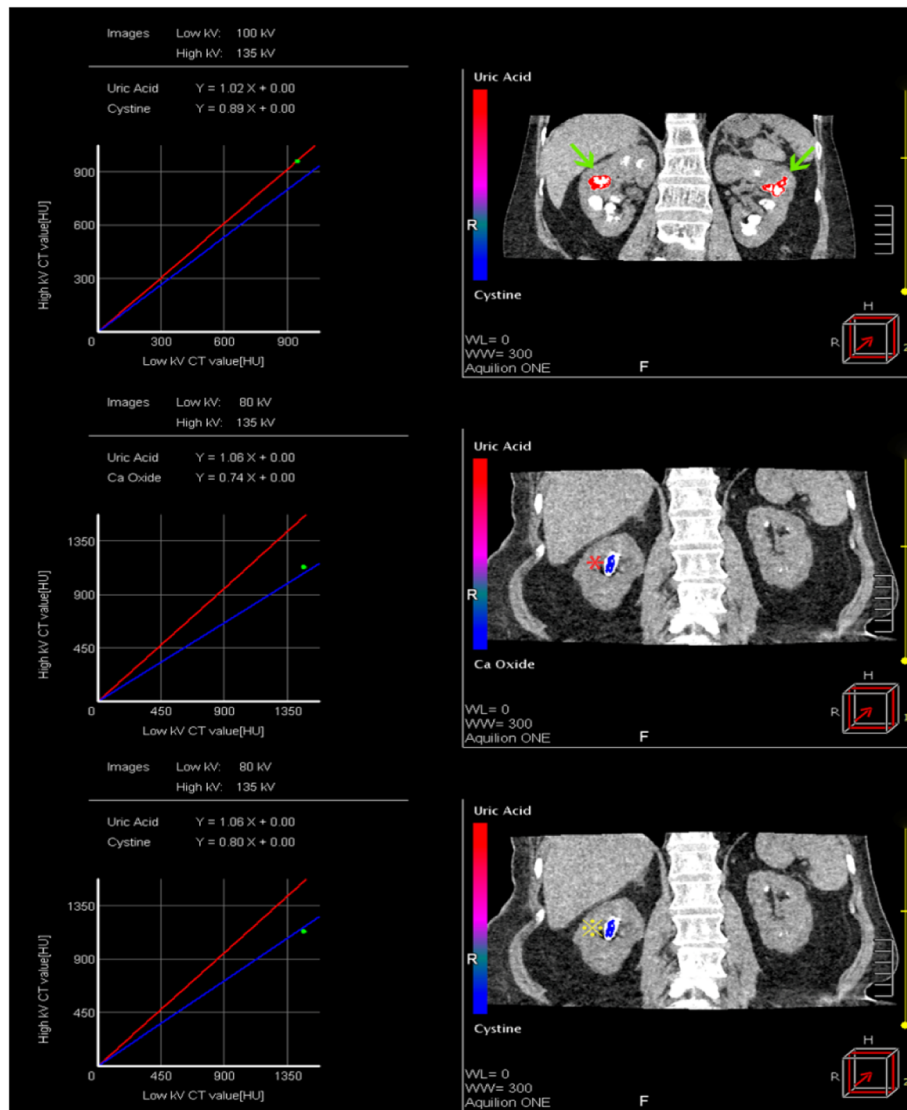 Images Low kV: 100 kV
High kV: 135 kV
Uric Acid Y = 1.02 X + 0.00
Cystine Y = 0.89 X + 0.00
High kV CT value[HU]
900
600
300
0 300 600 900
Low kV CT value[HU]
Uric Acid
R
Cystine
WL= 0
WW= 300
Aquilion ONE
F
H
R
Images Low kV: 80 kV
High kV: 135 kV
Uric Acid Y = 1.06 X + 0.00
Ca Oxide Y = 0.74 X + 0.00
High kV CT value[HU]
1350
900
450
0 450 900 1350
Low kV CT value[HU]
Uric Acid
R
Ca Oxide
WL= 0
WW= 300
Aquilion ONE
F
H
R
Images Low kV: 80 kV
High kV: 135 kV
Uric Acid Y = 1.06 X + 0.00
Cystine Y = 0.80 X + 0.00
High kV CT value[HU]
1350
900
450
0 450 900 1350
Low kV CT value[HU]
Uric Acid
R
Cystine
WL= 0
WW= 300
Aquilion ONE
F
H
R